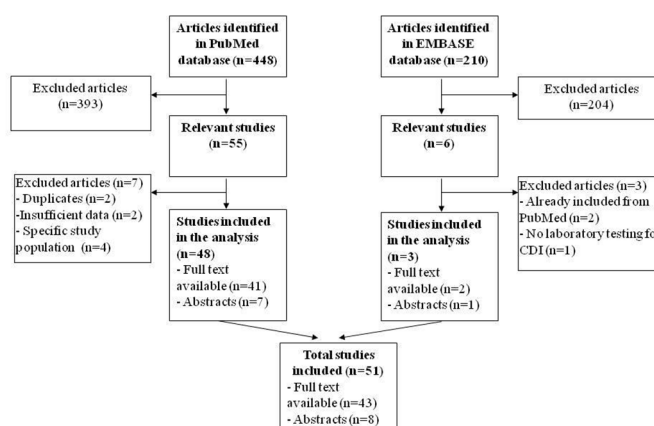 Articles identified
in PubMed
database (n=448)
Articles identified
in EMBASE
database (n=210)
Excluded articles
(n=393)
Excluded articles
(n=204)
Relevant studies
(n=55)
Relevant studies
(n=6)
Excluded articles (n=7)
- Duplicates (n=2)
-Insufficient data (n=2)
- Specific study
population (n=4)
Excluded articles (n=3)
- Already included from
PubMed (n=2)
- No laboratory testing fo
CDI (n=1)
Studies included
in the analysis
(n=48)
- Full text
available (n=41)
- Abstracts (n=7)
Studies included
in the analysis
(n=3)
- Full text
available (n=2)
- Abstracts (n=1)
Total studies
included (n=51)
- Full text
available (n=43)
- Abstracts (n=8)